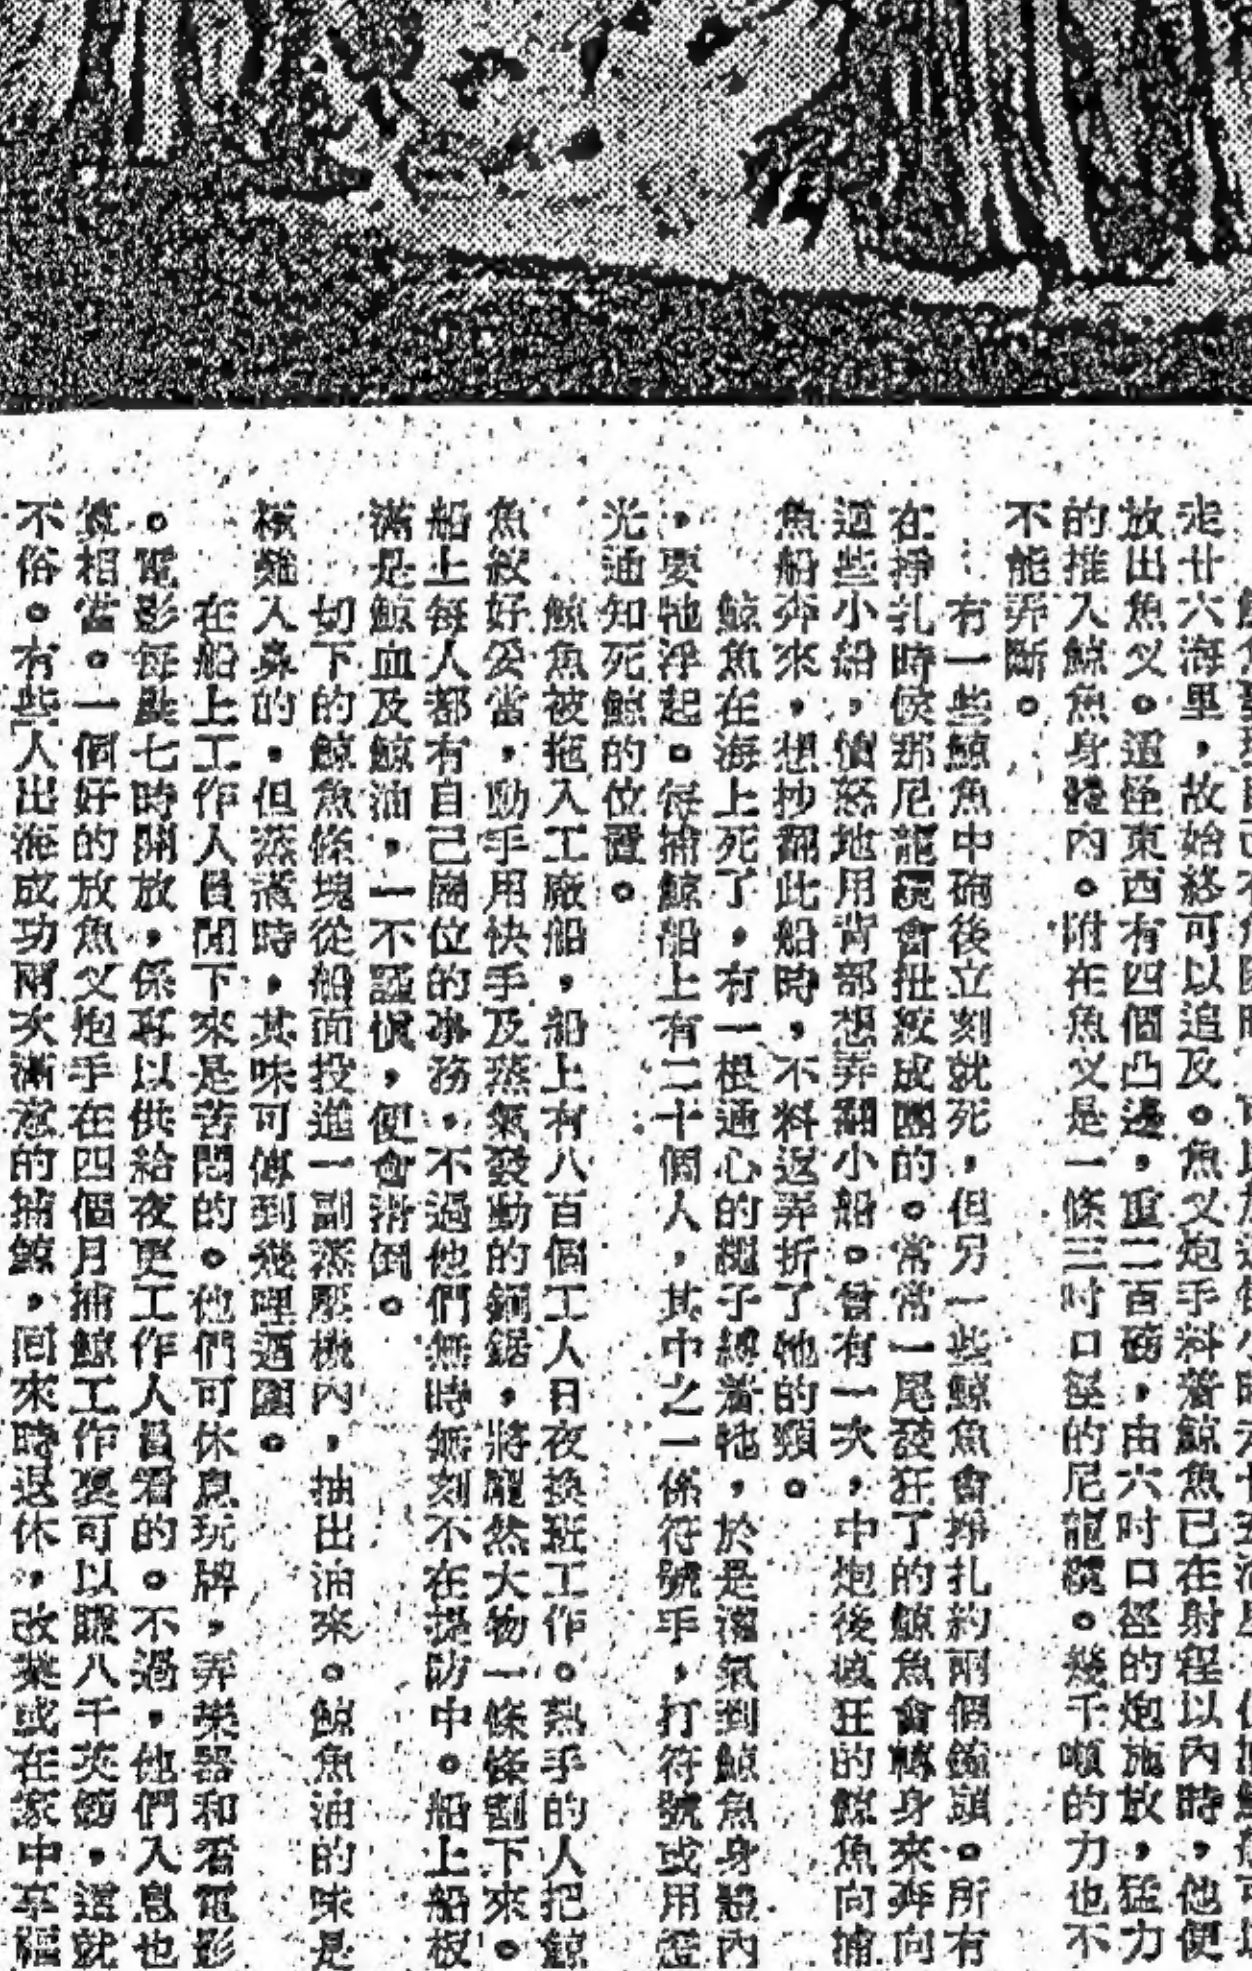 走廿六海里，故始終可以追及。魚叉炮手料着鯨魚已在射程以內時，他便
放出魚叉。這怪東西有四個凸邊，重二百磅，由六吋口徑的炮施放，猛力
的推入鯨魚身體內。附在魚叉是一條三吋口徑的尼龍纜。幾千噸的力也不
不能弄斷。
有一些鯨魚中砲後立刻就死，但另一些鯨魚會掙扎約兩個鐘頭。所有
在掙扎時侯那尼龍纜會扭絞成團的。常常一尾發狂了的鯨魚會轉身來奔向
這些小船，憤怒地用背部想弄翻小船。曾有一次，中炮後瘋狂的鯨魚向捕
魚船奔來，想抄翻此船時，不料返弄折了牠的頸。
鯨魚在海上死了，有一根通心的 子縛着牠，於是灌氣到鯨魚身體內
，要牠浮起。每捕鯨船上有二十個人，其中之一係符號手，打符號或用燈
光通知死鯨的位置。
鯨魚被拖入工廠船，船上有八百個工人日夜換班工作。熟手的人把鯨
魚絞好妥當，動手用快手及蒸氣發動的鋼鋸，將龐然大物一條條割下來。
船上每人都有自己崗位的事務，不過他們無時無刻不在提防中。船上船板
滿是鯨血及鯨油，一不謹慎，便會滑倒。
切下的鯨魚條塊從船面投進一副蒸壓機內，抽出油來。鯨魚油的味是
極難入鼻的，但蒸煮時，其味可傳到幾哩週圍。
在船上工作人員閒下來是苦悶的。他們可休息玩牌，弄樂器和看電影
。電影每晨七時開放，係專以供給夜更工作人員看的。不過，他們入息也
算相當。一個好的放魚叉炮手在四個月捕鯨工作裏可以賺八千英鎊，這就
不俗。有些人出海成功兩次滿意的捕鯨，回來時退休，改業或在家中享福